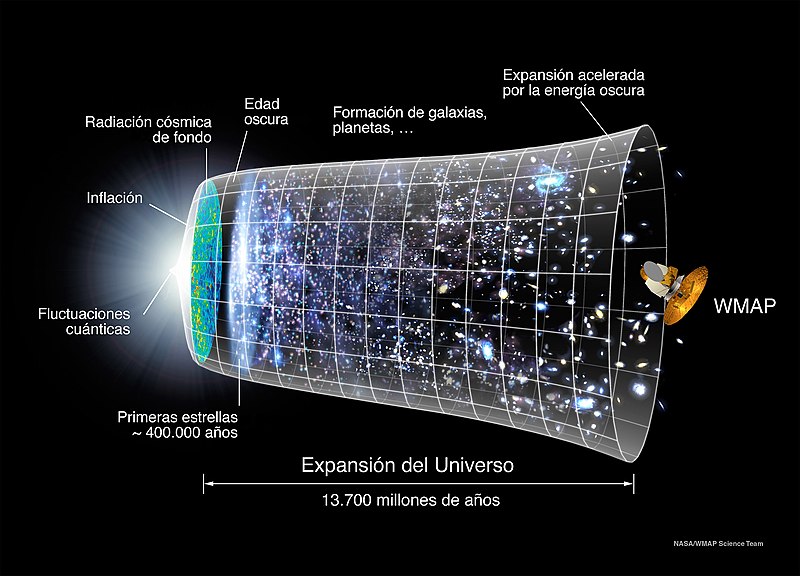 Expansión acelerada
por la energía oscura
Edad
oscura
Formación de galaxias,
planetas, ...
Radiación cósmica
de fondo
Inflación
Fluctuaciones
cuánticas
WMAP
Primeras estrellas
~ 400.000 años
Expansión del Universo
13.700 millones de años
NASA/WMAP Science Team